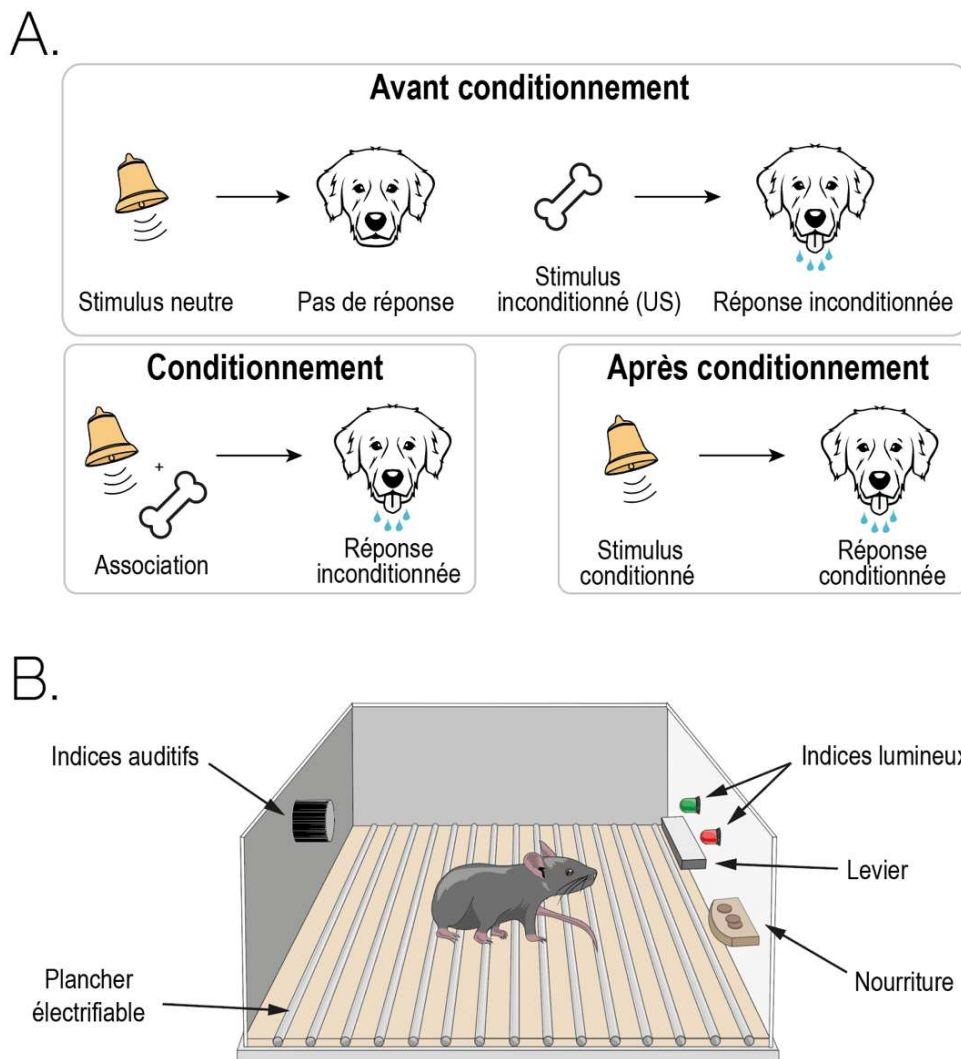 A.
Avant conditionnement
Stimulus neutre
Pas de réponse
Stimulus
inconditionné (US)
Réponse inconditionnée
Conditionnement
+
Association
Réponse
inconditionnée
Après conditionnement
Stimulus
conditionné
Réponse
conditionnée
B.
Indices auditifs
Indices lumineux
Levier
Nourriture
Plancher
électrifiable